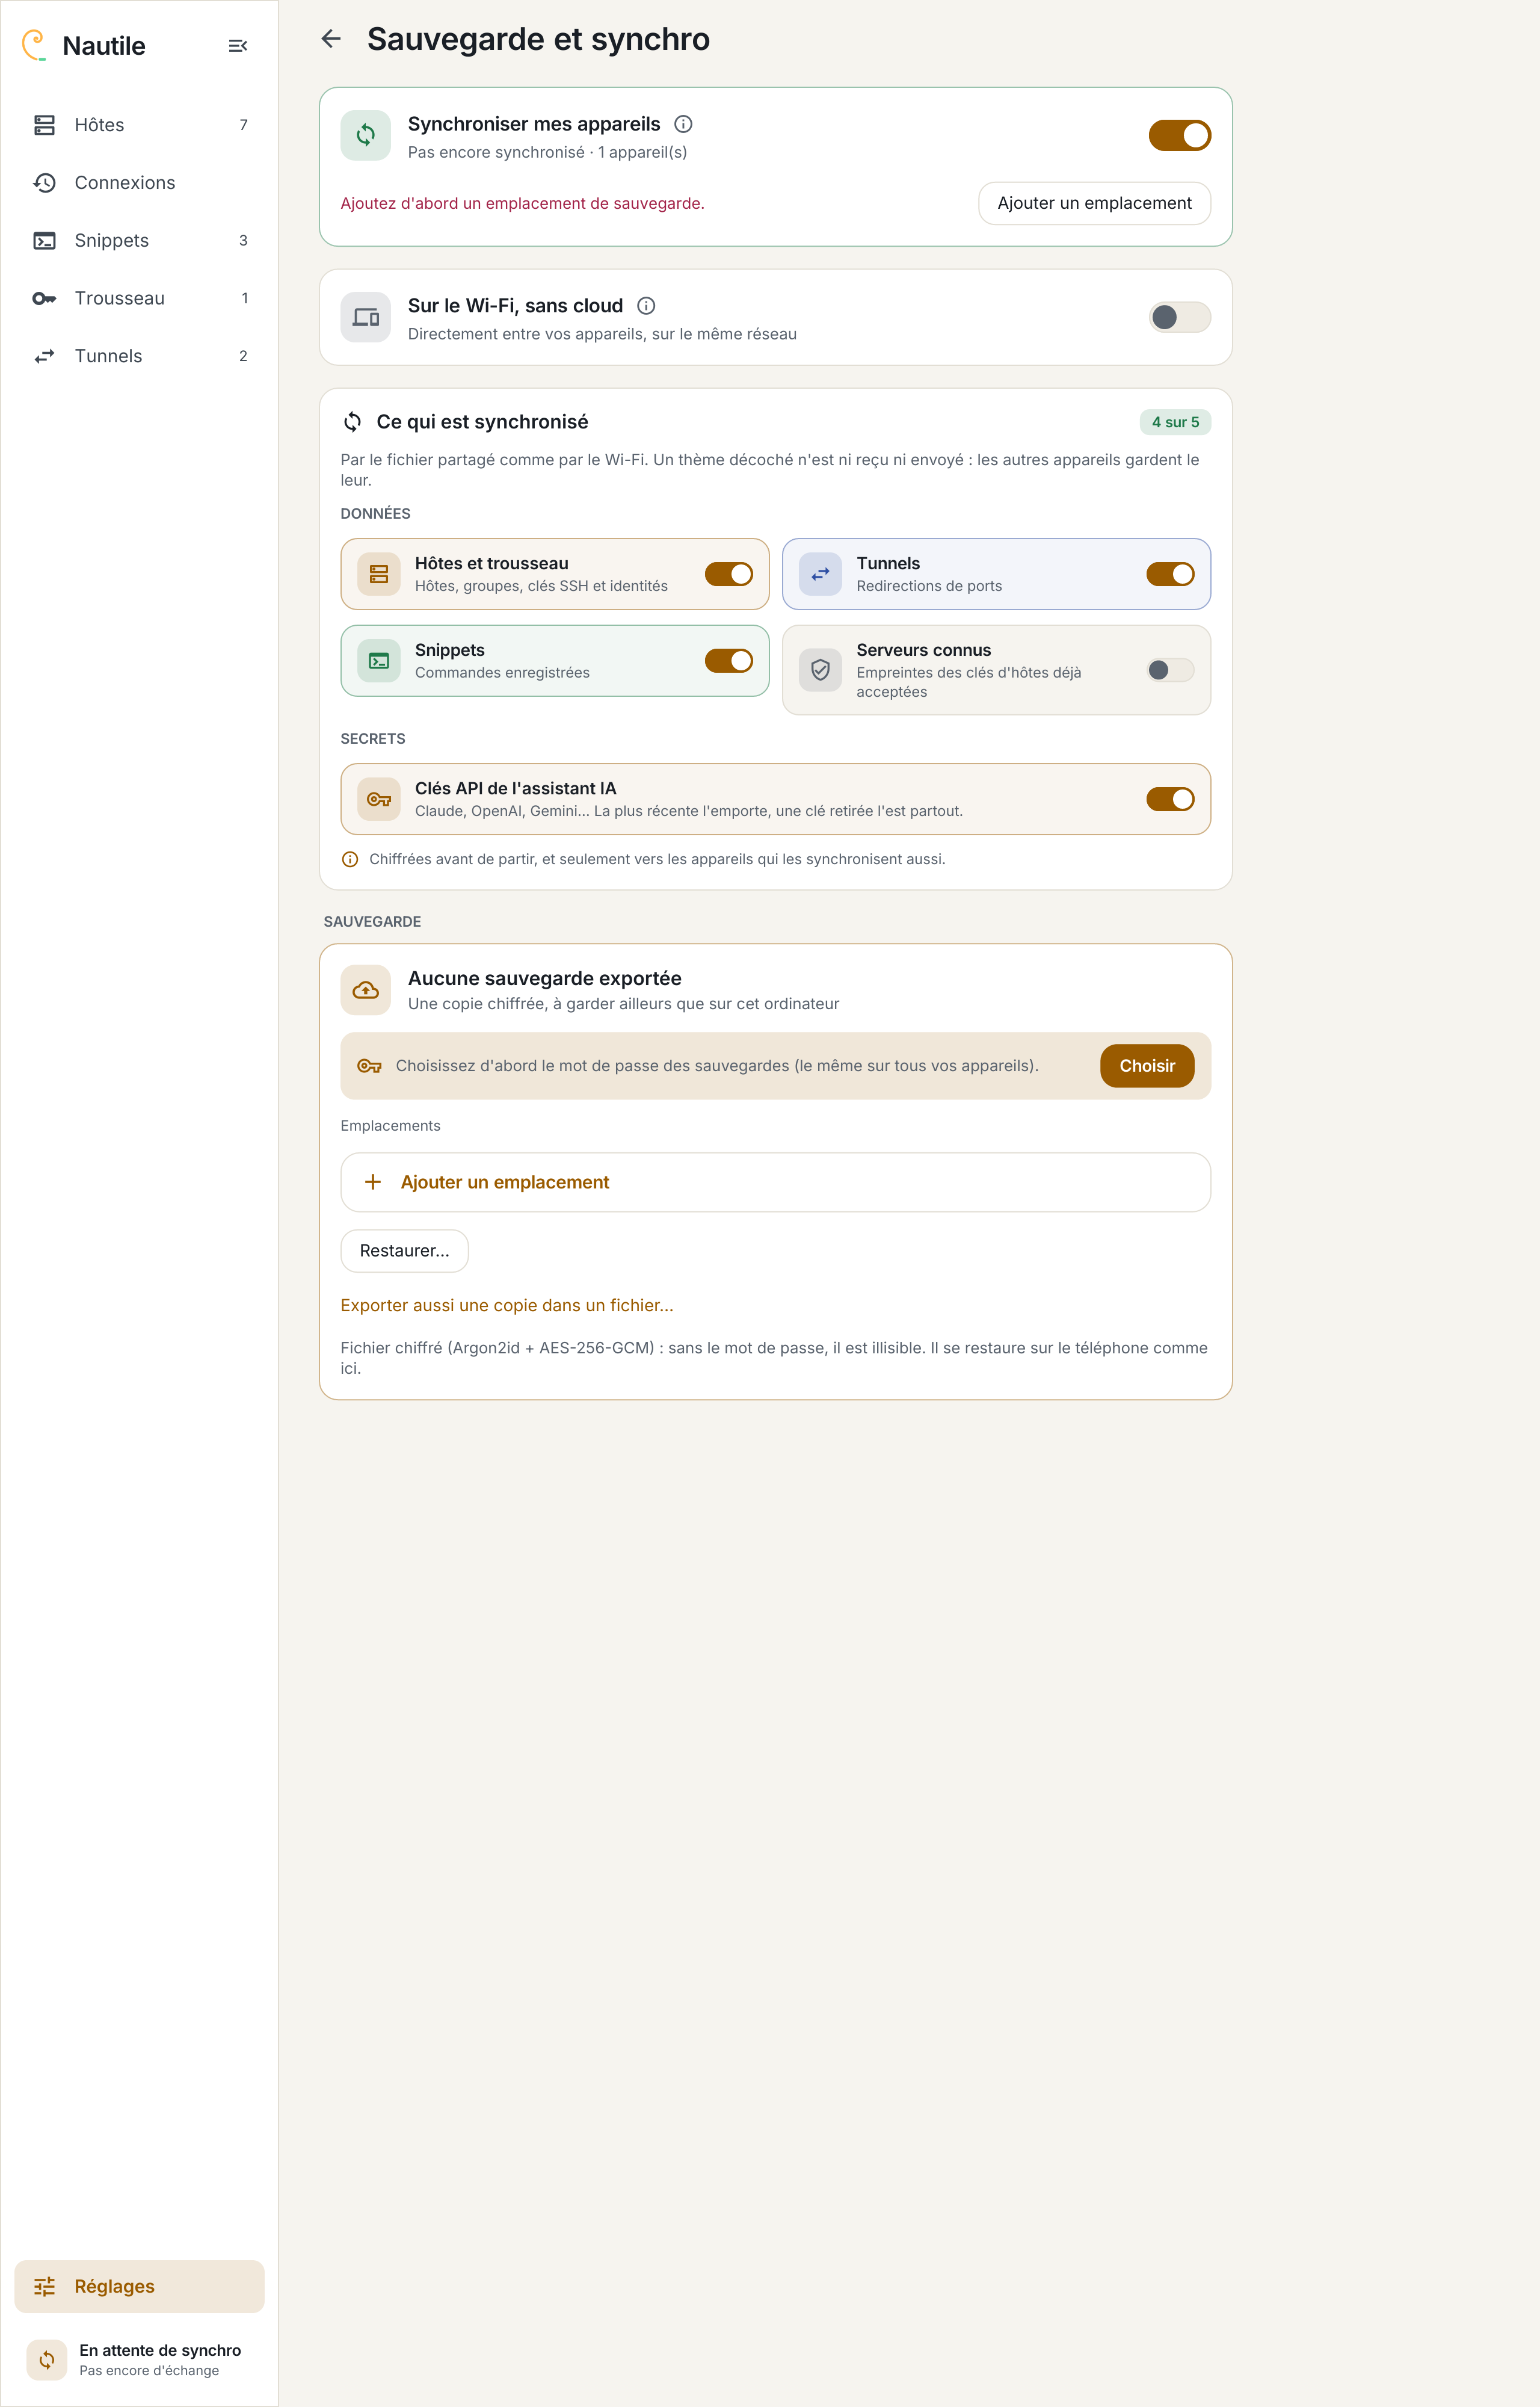 Nautile
Hôtes 7
Connexions
Snippets 3
Trousseau 1
Tunnels 2
Réglages
En attente de synchro
Pas encore d'échange
Sauvegarde et synchro
Synchroniser mes appareils
Pas encore synchronisé · 1 appareil(s)
Ajoutez d'abord un emplacement de sauvegarde.
Ajouter un emplacement
Sur le Wi-Fi, sans cloud
Directement entre vos appareils, sur le même réseau
Ce qui est synchronisé
4 sur 5
Par le fichier partagé comme par le Wi-Fi. Un thème décoché n'est ni reçu ni envoyé : les autres appareils gardent le
leur.
DONNÉES
Hôtes et trousseau
Hôtes, groupes, clés SSH et identités
Tunnels
Redirections de ports
Snippets
Commandes enregistrées
Serveurs connus
Empreintes des clés d'hôtes déjà
acceptées
SECRETS
Clés API de l'assistant IA
Claude, OpenAI, Gemini... La plus récente l'emporte, une clé retirée l'est partout.
Chiffrées avant de partir, et seulement vers les appareils qui les synchronisent aussi.
SAUVEGARDE
Aucune sauvegarde exportée
Une copie chiffrée, à garder ailleurs que sur cet ordinateur
Choisissez d'abord le mot de passe des sauvegardes (le même sur tous vos appareils).
Choisir
Emplacements
Ajouter un emplacement
Restaurer...
Exporter aussi une copie dans un fichier...
Fichier chiffré (Argon2id + AES-256-GCM) : sans le mot de passe, il est illisible. Il se restaure sur le téléphone comme
ici.